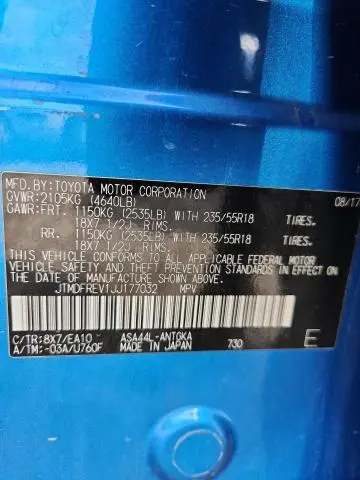 MFD.BY:TOYOTA MOTOR CORPORATION 08/17
GVWR:2105KG (4640LB)
GAWR:FRT. 1150KG (2535LB) WITH 235/55R18 TIRES.
18X7 1/2J RIMS.
RR. 1150KG (2535LB) WITH 235/55R18 TIRES.
18X7 1/2J RIMS.
THIS VEHICLE CONFORMS TO ALL APPLICABLE FEDERAL MOTOR
VEHICLE SAFETY AND THEFT PREVENTION STANDARDS IN EFFECT
ON THE DATE OF MANUFACTURE SHOWN ABOVE.
JTMDFREV1JJ177032 MPV
C/TR:8X7/EA10 ASA44L-ANTGKA 730 E
A/TM:-03A/U760F MADE IN JAPAN